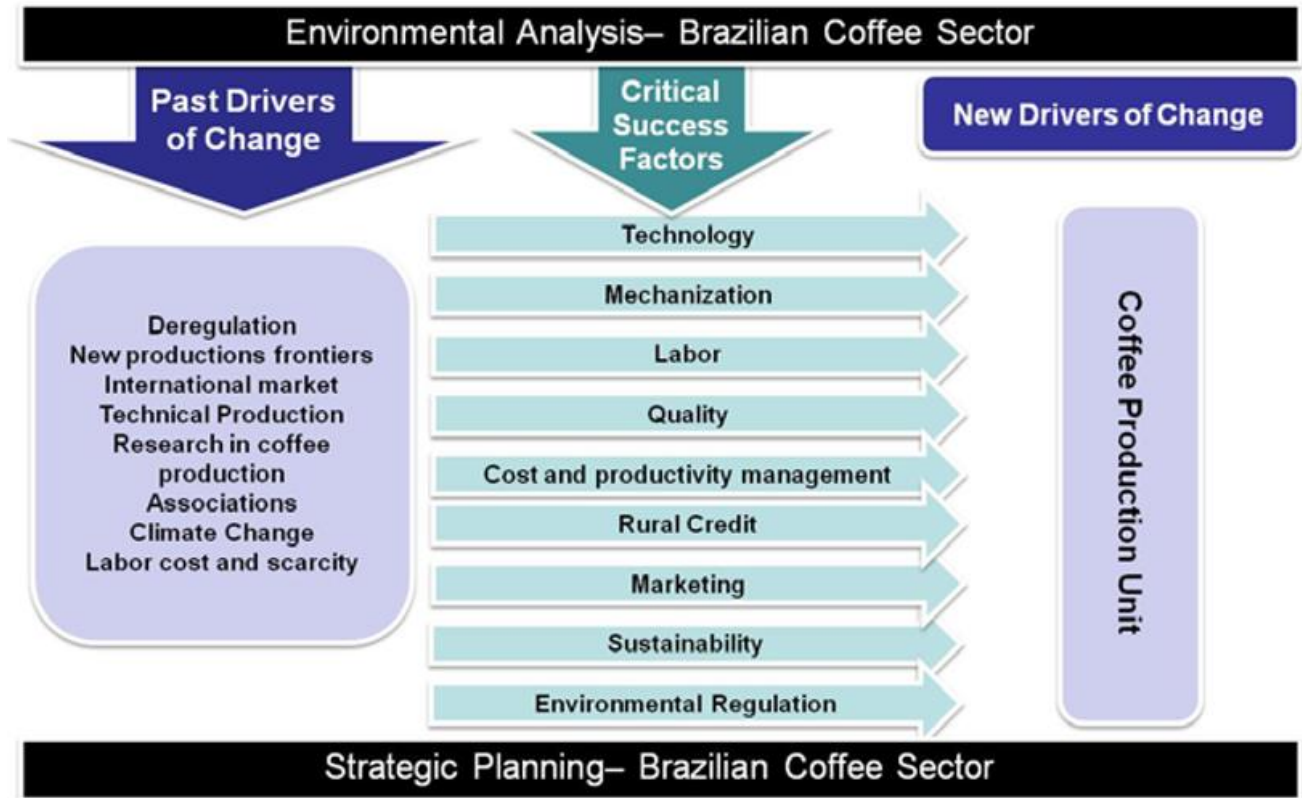 Environmental Analysis– Brazilian Coffee Sector
Past Drivers
of Change
Critical
Success
Factors
New Drivers of Change
Deregulation
New productions frontiers
International market
Technical Production
Research in coffee
production
Associations
Climate Change
Labor cost and scarcity
Technology
Mechanization
Labor
Quality
Cost and productivity management
Rural Credit
Marketing
Sustainability
Environmental Regulation
Coffee Production Unit
Strategic Planning– Brazilian Coffee Sector